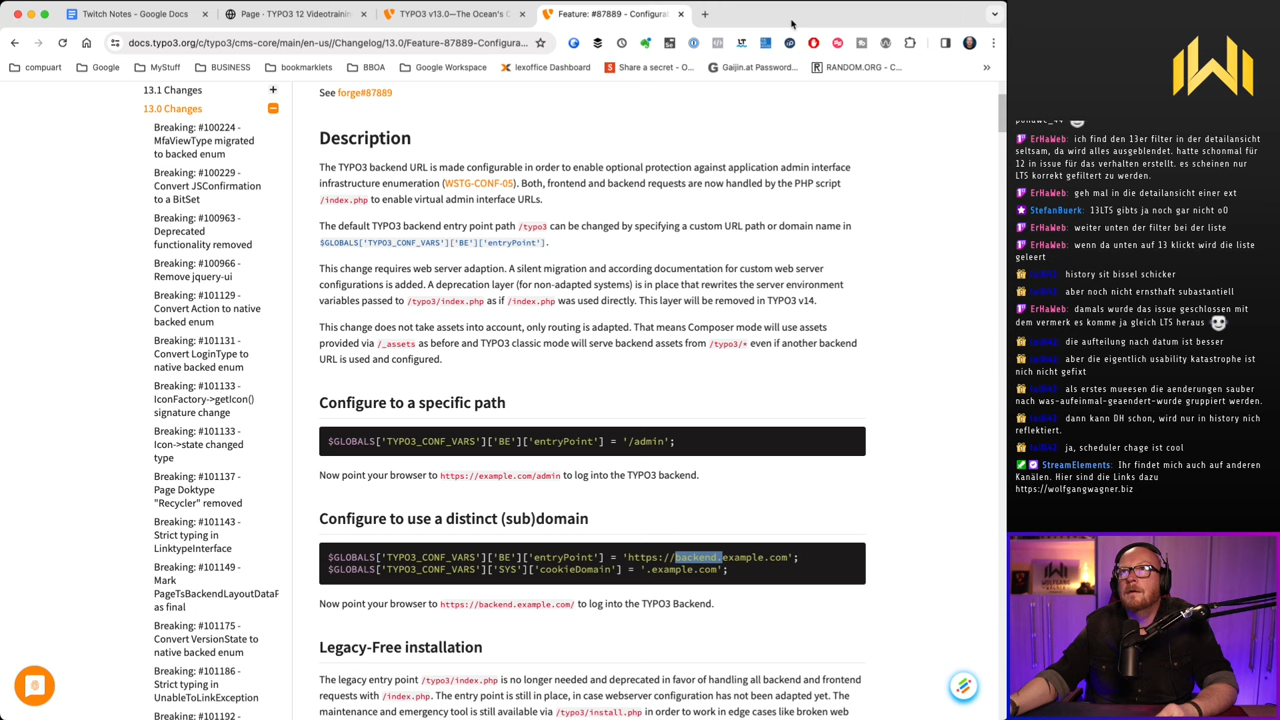 Twitch Notes - Google Docs
Page · TYPO3 12 Videotrainin
TYPO3 v13.0—The Ocean's C
Feature: #87889 - Configura
docs.typo3.org/c/typo3/cms-core/main/en-us//Changelog/13.0/Feature-87889-Configura...
compuart
Google
MyStuff
BUSINESS
bookmarklets
BBOA
Google Workspace
lexoffice Dashboard
Share a secret - O...
Gaijin.at Password...
RANDOM.ORG - C...
»
13.1 Changes
13.0 Changes
Breaking: #100224 -
MfaViewType migrated
to backed enum
Breaking: #100229 -
Convert JSConfirmation
to a BitSet
Breaking: #100963 -
Deprecated
functionality removed
Breaking: #100966 -
Remove jquery-ui
Breaking: #101129 -
Convert Action to native
backed enum
Breaking: #101131 -
Convert LoginType to
native backed enum
Breaking: #101133 -
IconFactory->getIcon()
signature change
Breaking: #101133 -
Icon->state changed
type
Breaking: #101137 -
Page Doktype
"Recycler" removed
Breaking: #101143 -
Strict typing in
LinktypeInterface
Breaking: #101149 -
Mark
PageTsBackendLayoutDataP
as final
Breaking: #101175 -
Convert VersionState to
native backed enum
Breaking: #101186 -
Strict typing in
UnableToLinkException
Breaking: #101192 -
See forge#87889
Description
The TYPO3 backend URL is made configurable in order to enable optional protection against application admin interface
infrastructure enumeration (WSTG-CONF-05). Both, frontend and backend requests are now handled by the PHP script
/index.php to enable virtual admin interface URLs.
The default TYPO3 backend entry point path /typo3 can be changed by specifying a custom URL path or domain name in
$GLOBALS['TYPO3_CONF_VARS']['BE']['entryPoint'].
This change requires web server adaption. A silent migration and according documentation for custom web server
configurations is added. A deprecation layer (for non-adapted systems) is in place that rewrites the server environment
variables passed to /typo3/index.php as if /index.php was used directly. This layer will be removed in TYPO3 v14.
This change does not take assets into account, only routing is adapted. That means Composer mode will use assets
provided via /_assets as before and TYPO3 classic mode will serve backend assets from /typo3/* even if another backend
URL is used and configured.
Configure to a specific path
$GLOBALS['TYPO3_CONF_VARS']['BE']['entryPoint'] = '/admin';
Now point your browser to https://example.com/admin to log into the TYPO3 backend.
Configure to use a distinct (sub)domain
$GLOBALS['TYPO3_CONF_VARS']['BE']['entryPoint'] = 'https://backend.example.com';
$GLOBALS['TYPO3_CONF_VARS']['SYS']['cookieDomain'] = '.example.com';
Now point your browser to https://backend.example.com/ to log into the TYPO3 Backend.
Legacy-Free installation
The legacy entry point /typo3/index.php is no longer needed and deprecated in favor of handling all backend and frontend
requests with /index.php. The entry point is still in place, in case webserver configuration has not been adapted yet. The
maintenance and emergency tool is still available via /typo3/install.php in order to work in edge cases like broken web
ErHaWeb: ich find den 13er filter in der detailansicht
seltsam, da wird alles ausgeblendet. hatte schonmal für
12 in issue für das verhalten erstellt. es scheinen nur
LTS korrekt gefiltert zu werden.
ErHaWeb: geh mal in die detailansicht einer ext
StefanBuerk: 13LTS gibts ja noch gar nicht oO
ErHaWeb: weiter unten der filter bei der liste
ErHaWeb: wenn da unten auf 13 klickt wird die liste
geleert
history sit bissel schicker
aber noch nicht ernsthaft substantiell
ErHaWeb: damals wurde das issue geschlossen mit
dem vermerk es komme ja gleich LTS heraus
die aufteilung nach datum ist besser
aber die eigentlich usability katastrophe ist
nich nicht gefixt
als erstes mueesen die aenderungen sauber
nach was-aufeinmal-geaendert-wurde gruppiert werden.
dann kann DH schon, wird nur in history nich
reflektiert.
ja, scheduler chage ist cool
StreamElements: Ihr findet mich auch auf anderen
Kanälen. Hier sind die Links dazu
https://wolfgangwagner.biz